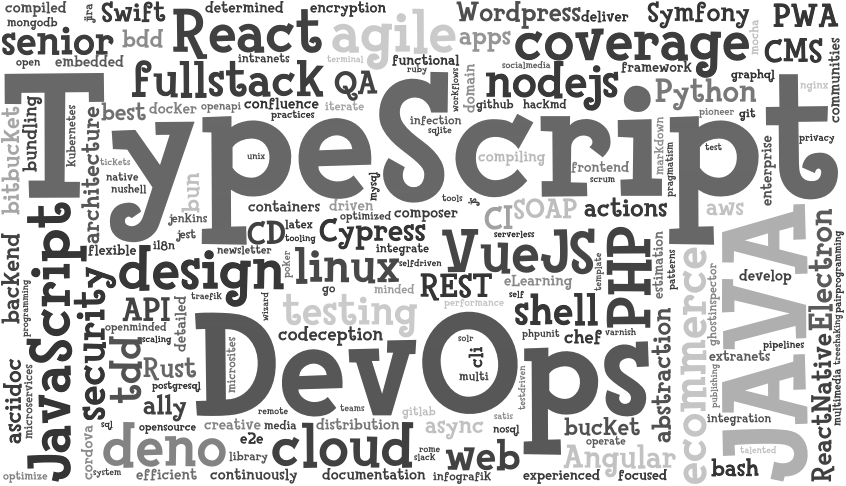 compiled
mongodb
jira
Swift
determined
encryption
Wordpress
deliver
Symfony
PWA
senior
bdd
React
agile
apps
coverage
mocha
CMS
open
embedded
intranets
terminal
functional
socialmedia
framework
graphql
communities
fullstack
QA
ruby
workflows
domain
nodejs
Python
nginx
bitbucket
bundling
Kubernetes
best
docker
openapi
confluence
iterate
practices
github
hackmd
pioneer
git
TypeScript
architecture
infection
sqlite
markdown
pragmatism
test
enterprise
privacy
tickets
native
nushell
unix
compiling
frontend
scrum
bun
mysql
tools
jar
containers
driven
optimized
composer
CI
SOAP
actions
aws
jenkins
jest
CD
latex
tooling
Cypress
serverless
JavaScript
flexible
i18n
newsletter
integrate
selfdriven
VueJS
PHP
estimation
patterns
JAVA
backend
programming
design
poker
linux
REST
eLearning
template
ecommerce
ghostinspector
develop
ReactNative
Electron
pairprogramming
treeshaking
multimedia
security
API
openminded
scaling
detailed
traefik
wizard
go
minded
self
performance
testing
shell
codeception
DevOps
solr
cli
multi
phpunit
chef
varnish
abstraction
pipelines
extranets
publishing
asciidoc
microservices
tdd
Rust
postgresql
a11y
microsites
testdriven
integration
remote
teams
gitlab
satis
sql
opensource
creative
media
distribution
async
nosql
bucket
operate
cordova
deno
e2e
library
cloud
rome
slack
web
Angular
talented
bash
optimize
system
efficient
continuously
documentation
infografik
experienced
focused